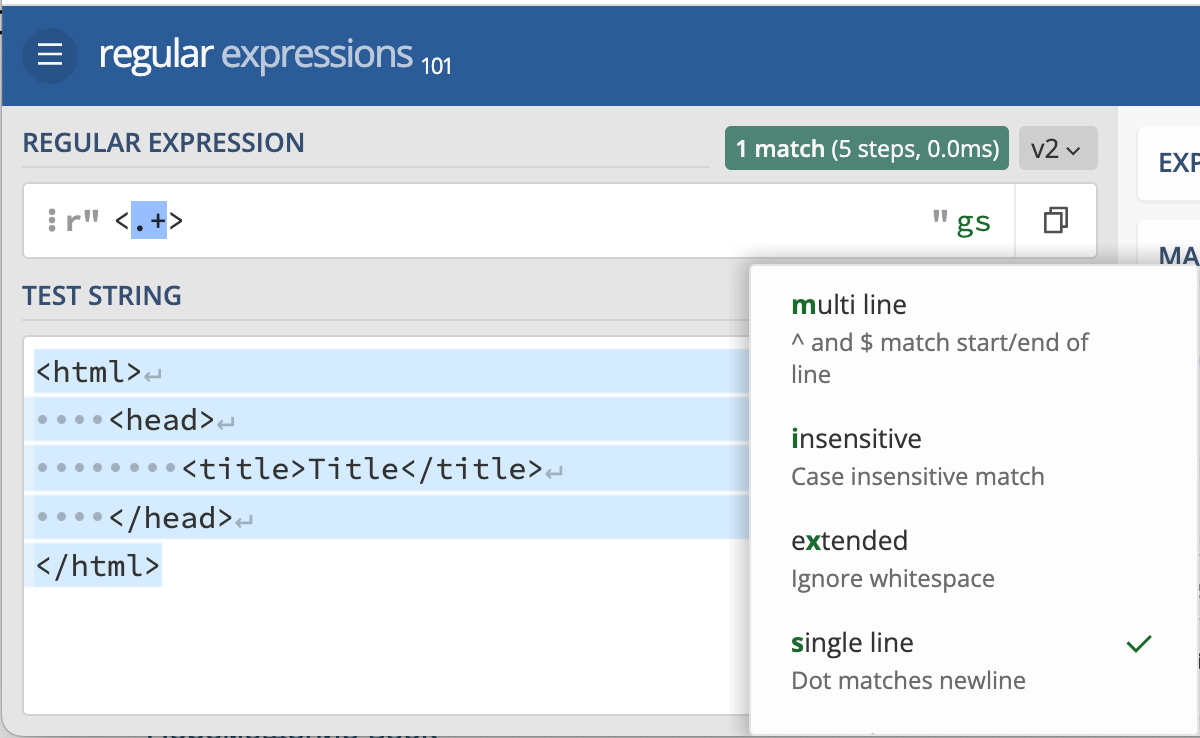 regular expressions 101
REGULAR EXPRESSION
1 match (5 steps, 0.0ms)
v2
r" <.+> " gs
TEST STRING
<html>↵
····<head>↵
········<title>Title</title>↵
····</head>↵
</html>
multi line
^ and $ match start/end of
line
insensitive
Case insensitive match
extended
Ignore whitespace
single line
Dot matches newline
EXP
MA